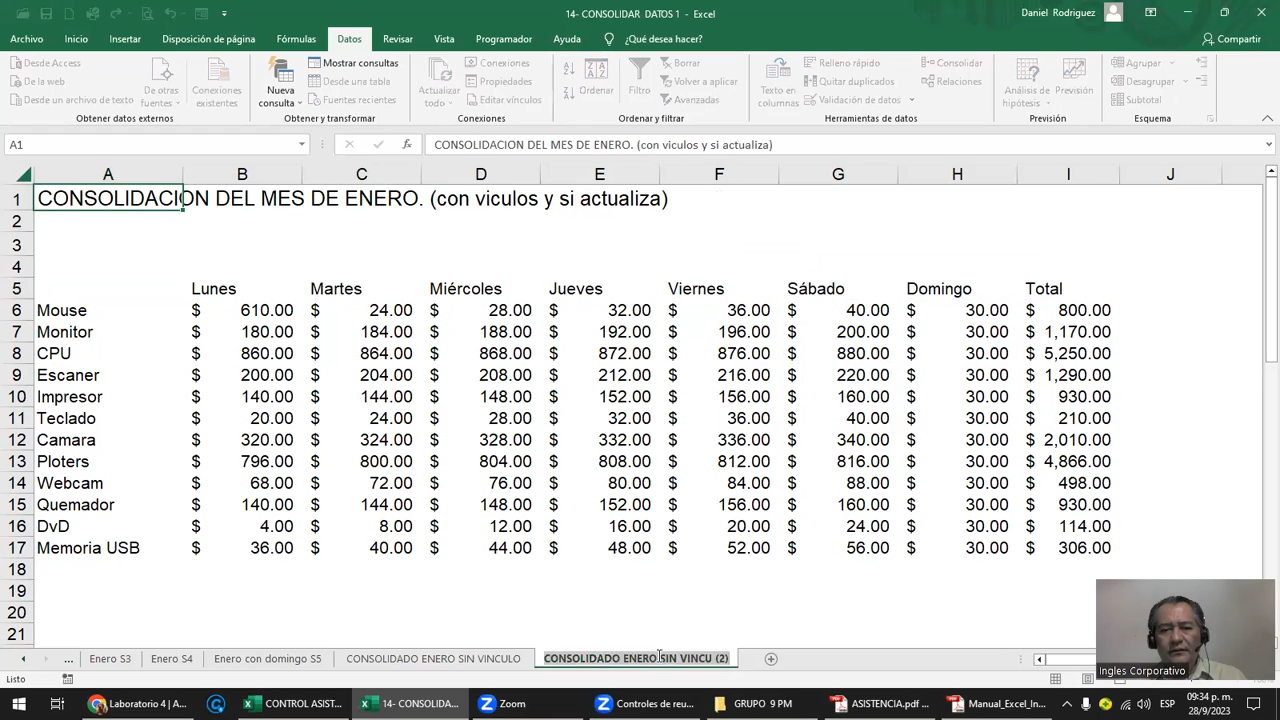 14- CONSOLIDAR DATOS 1 - Excel
Daniel Rodriguez
Archivo Inicio Insertar Disposición de página Fórmulas Datos Revisar Vista Programador Ayuda ¿Qué desea hacer? Compartir
Desde Access
De la web
Desde un archivo de texto
De otras fuentes
Conexiones existentes
Obtener datos externos
Nueva consulta
Mostrar consultas
Desde una tabla
Fuentes recientes
Obtener y transformar
Actualizar todo
Conexiones
Propiedades
Editar vínculos
Conexiones
Ordenar
Filtro
Borrar
Volver a aplicar
Avanzadas
Ordenar y filtrar
Texto en columnas
Relleno rápido
Quitar duplicados
Validación de datos
Consolidar
Relaciones
Herramientas de datos
Análisis de hipótesis
Previsión
Previsión
Agrupar
Desagrupar
Subtotal
Esquema
A1 fx CONSOLIDACION DEL MES DE ENERO. (con viculos y si actualiza)
A B C D E F G H I J
1 CONSOLIDACION DEL MES DE ENERO. (con viculos y si actualiza)
2
3
4
5 Lunes Martes Miércoles Jueves Viernes Sábado Domingo Total
6 Mouse $ 610.00 $ 24.00 $ 28.00 $ 32.00 $ 36.00 $ 40.00 $ 30.00 $ 800.00
7 Monitor $ 180.00 $ 184.00 $ 188.00 $ 192.00 $ 196.00 $ 200.00 $ 30.00 $ 1,170.00
8 CPU $ 860.00 $ 864.00 $ 868.00 $ 872.00 $ 876.00 $ 880.00 $ 30.00 $ 5,250.00
9 Escaner $ 200.00 $ 204.00 $ 208.00 $ 212.00 $ 216.00 $ 220.00 $ 30.00 $ 1,290.00
10 Impresor $ 140.00 $ 144.00 $ 148.00 $ 152.00 $ 156.00 $ 160.00 $ 30.00 $ 930.00
11 Teclado $ 20.00 $ 24.00 $ 28.00 $ 32.00 $ 36.00 $ 40.00 $ 30.00 $ 210.00
12 Camara $ 320.00 $ 324.00 $ 328.00 $ 332.00 $ 336.00 $ 340.00 $ 30.00 $ 2,010.00
13 Ploters $ 796.00 $ 800.00 $ 804.00 $ 808.00 $ 812.00 $ 816.00 $ 30.00 $ 4,866.00
14 Webcam $ 68.00 $ 72.00 $ 76.00 $ 80.00 $ 84.00 $ 88.00 $ 30.00 $ 498.00
15 Quemador $ 140.00 $ 144.00 $ 148.00 $ 152.00 $ 156.00 $ 160.00 $ 30.00 $ 930.00
16 DvD $ 4.00 $ 8.00 $ 12.00 $ 16.00 $ 20.00 $ 24.00 $ 30.00 $ 114.00
17 Memoria USB $ 36.00 $ 40.00 $ 44.00 $ 48.00 $ 52.00 $ 56.00 $ 30.00 $ 306.00
18
19
20
21
Ingles Corporativo
... Enero S3 Enero S4 Enero con domingo S5 CONSOLIDADO ENERO SIN VINCULO CONSOLIDADO ENERO SIN VINCU (2)
Listo
Laboratorio 4 | A... CONTROL ASIST... 14- CONSOLIDA... Zoom Controles de reu... GRUPO 9 PM ASISTENCIA.pdf ... Manual_Excel_In... ESP 09:34 p. m.
28/9/2023